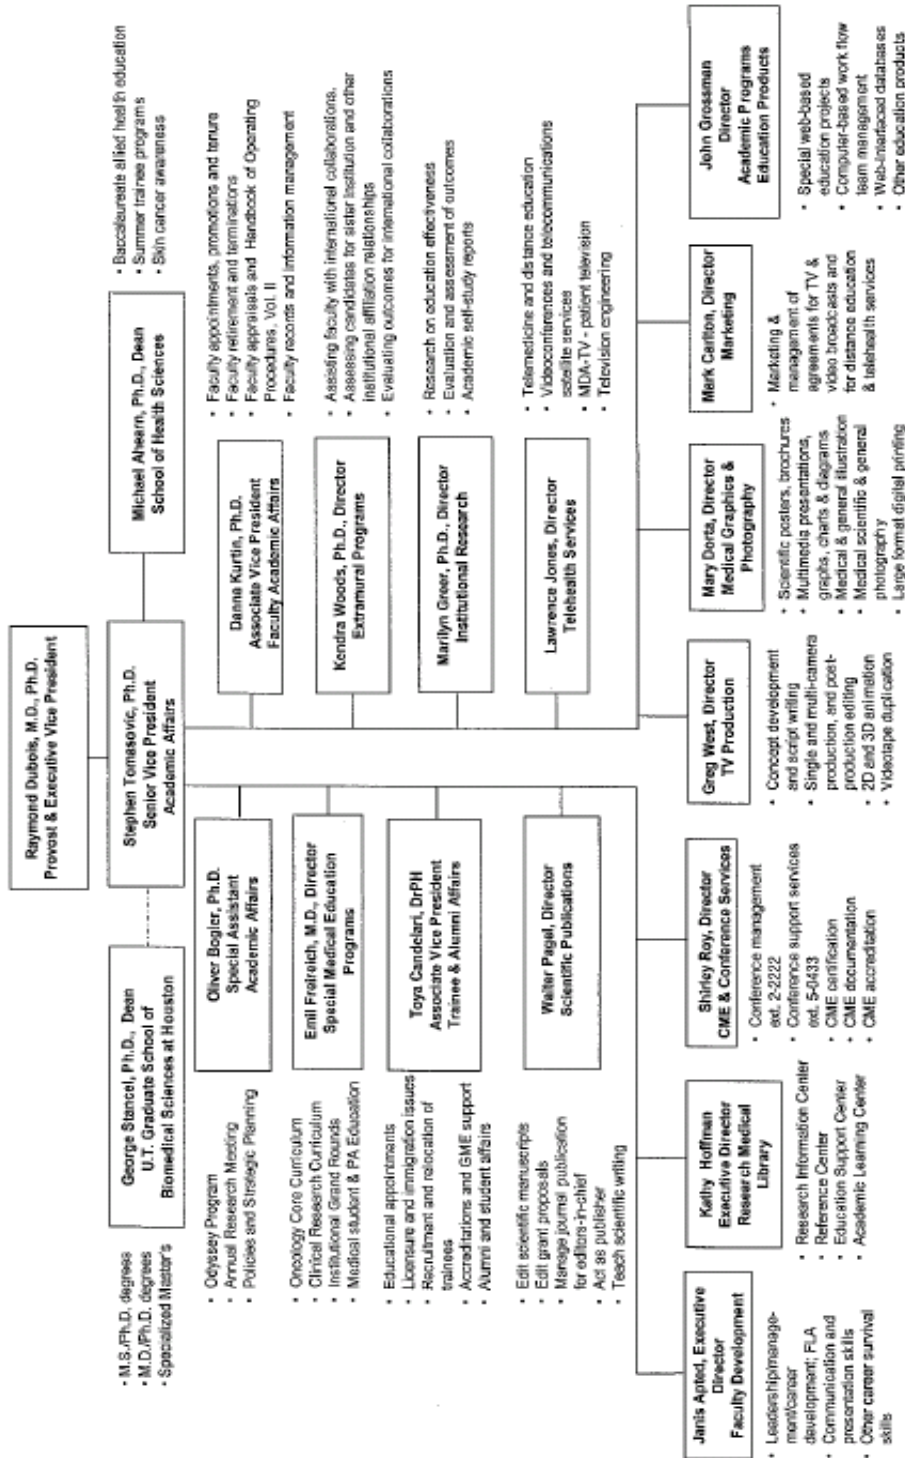 Raymond Dubois, M.D., Ph.D.
Provost & Executive Vice President
George Stancel, Ph.D., Dean
U.T. Graduate School of
Biomedical Sciences at Houston
• M.S./Ph.D. degrees
• M.D./Ph.D. degrees
• Specialized Master's
Stephen Tomasovic, Ph.D.
Senior Vice President
Academic Affairs
Michael Ahearn, Ph.D., Dean
School of Health Sciences
• Baccalaureate allied health education
• Summer trainee programs
• Skin cancer awareness
Oliver Bogler, Ph.D.
Special Assistant
Academic Affairs
• Odyssey Program
• Annual Research Meeting
• Policies and Strategic Planning
Danna Kurtin, Ph.D.
Associate Vice President
Faculty Academic Affairs
• Faculty appointments, promotions and tenure
• Faculty retirement and terminations
• Faculty appraisals and Handbook of Operating
Procedures, Vol. II
• Faculty records and information management
Emil Freireich, M.D., Director
Special Medical Education
Programs
• Oncology Core Curriculum
• Clinical Research Curriculum
• Institutional Grand Rounds
• Medical student & PA Education
Kendra Woods, Ph.D., Director
Extramural Programs
• Assisting faculty with international collaborations,
• Assessing candidates for sister institution and other
institutional affiliation relationships
• Evaluating outcomes for international collaborations
Toya Candelari, DrPH
Associate Vice President
Trainee & Alumni Affairs
• Educational appointments
• Licensure and immigration issues
• Recruitment and relocation of
trainees
• Accreditations and GME support
• Alumni and student affairs
Marilyn Greer, Ph.D., Director
Institutional Research
• Research on education effectiveness
• Evaluation and assessment of outcomes
• Academic self-study reports
Walter Pagel, Director
Scientific Publications
• Edit scientific manuscripts
• Edit grant proposals
• Manage journal publication
for editors-in-chief
• Act as publisher
• Teach scientific writing
Lawrence Jones, Director
Telehealth Services
• Telemedicine and distance education
• Videoconferences and telecommunications
satellite services
• MDA-TV - patient television
• Television engineering
Janis Apted, Executive
Director
Faculty Development
• Leadership/manage-
ment/career
development; FLA
• Communication and
presentation skills
• Other career survival
skills
Kathy Hoffman
Executive Director
Research Medical
Library
• Research Information Center
• Reference Center
• Education Support Center
• Academic Learning Center
Shirley Roy, Director
CME & Conference Services
• Conference management
ext. 2-2222
• Conference support services
ext. 5-0433
• CME certification
• CME documentation
• CME accreditation
Greg West, Director
TV Production
• Concept development
and script writing
• Single and multi-camera
production, and post-
production editing
• 2D and 3D animation
• Videotape duplication
Mary Dorta, Director
Medical Graphics &
Photography
• Scientific posters, brochures
• Multimedia presentations,
graphs, charts & diagrams
• Medical & general illustration
• Medical scientific & general
photography
• Large format digital printing
Mark Carlton, Director
Marketing
• Marketing &
management of
agreements for TV &
video broadcasts and
for distance education
& telehealth services
John Grossman
Director
Academic Programs
Education Products
• Special web-based
education projects
• Computer-based work flow
team management
• Web-interfaced databases
• Other education products